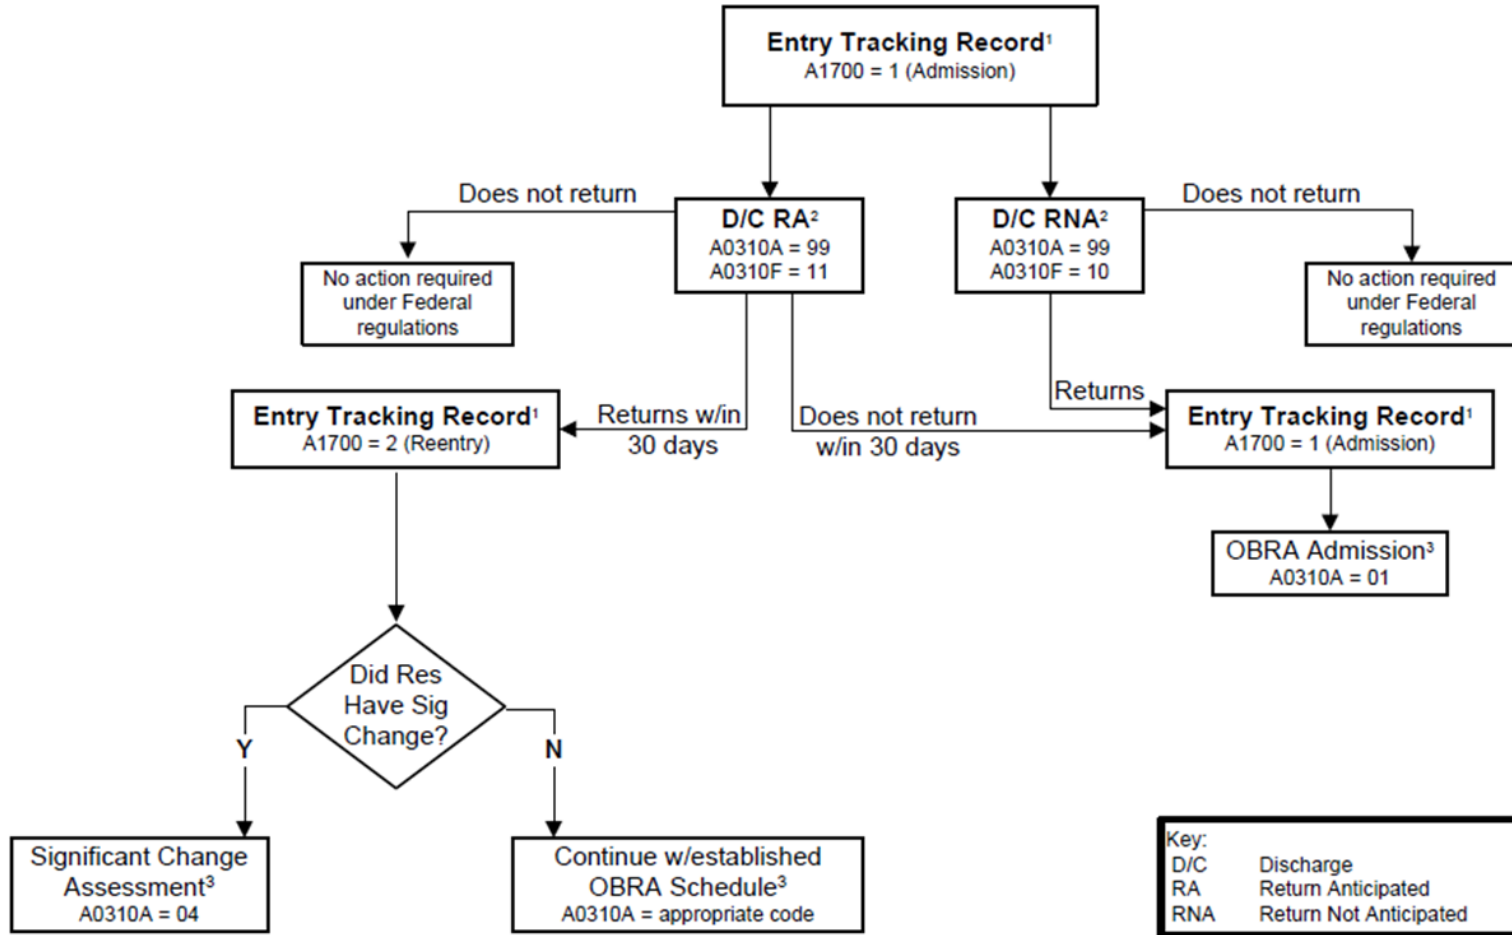 Entry Tracking Record¹
A1700 = 1 (Admission)
Does not return
Does not return
D/C RA²
A0310A = 99
A0310F = 11
D/C RNA²
A0310A = 99
A0310F = 10
No action required
under Federal
regulations
No action required
under Federal
regulations
Entry Tracking Record¹
A1700 = 2 (Reentry)
Returns w/in
30 days
Does not return
w/in 30 days
Returns
Entry Tracking Record¹
A1700 = 1 (Admission)
OBRA Admission³
A0310A = 01
Did Res
Have Sig
Change?
Y
N
Significant Change
Assessment³
A0310A = 04
Continue w/established
OBRA Schedule³
A0310A = appropriate code
Key:
D/C Discharge
RA Return Anticipated
RNA Return Not Anticipated